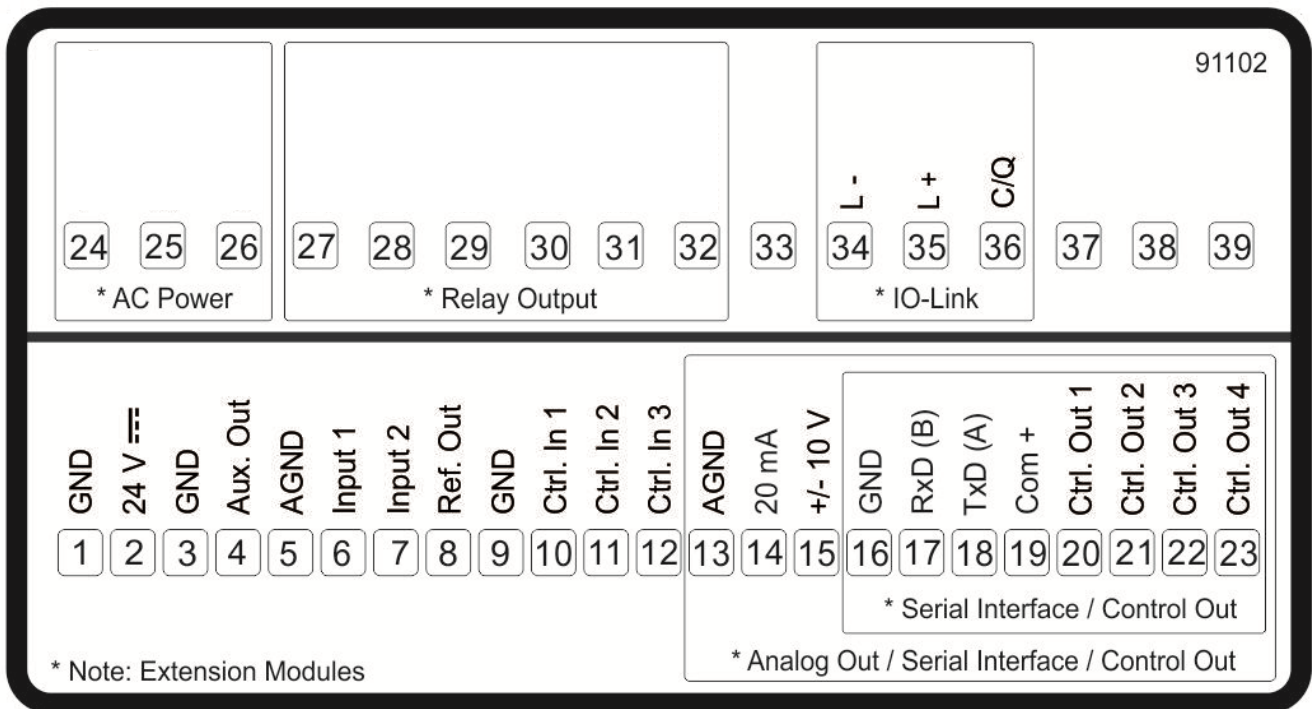 91102
L -
L +
C/Q
24 25 26 27 28 29 30 31 32 33 34 35 36 37 38 39
* AC Power
* Relay Output
* IO-Link
GND
24 V ⎓
GND
Aux. Out
AGND
Input 1
Input 2
Ref. Out
GND
Ctrl. In 1
Ctrl. In 2
Ctrl. In 3
AGND
20 mA
+/- 10 V
GND
RxD (B)
TxD (A)
Com +
Ctrl. Out 1
Ctrl. Out 2
Ctrl. Out 3
Ctrl. Out 4
1 2 3 4 5 6 7 8 9 10 11 12 13 14 15 16 17 18 19 20 21 22 23
* Serial Interface / Control Out
* Analog Out / Serial Interface / Control Out
* Note: Extension Modules